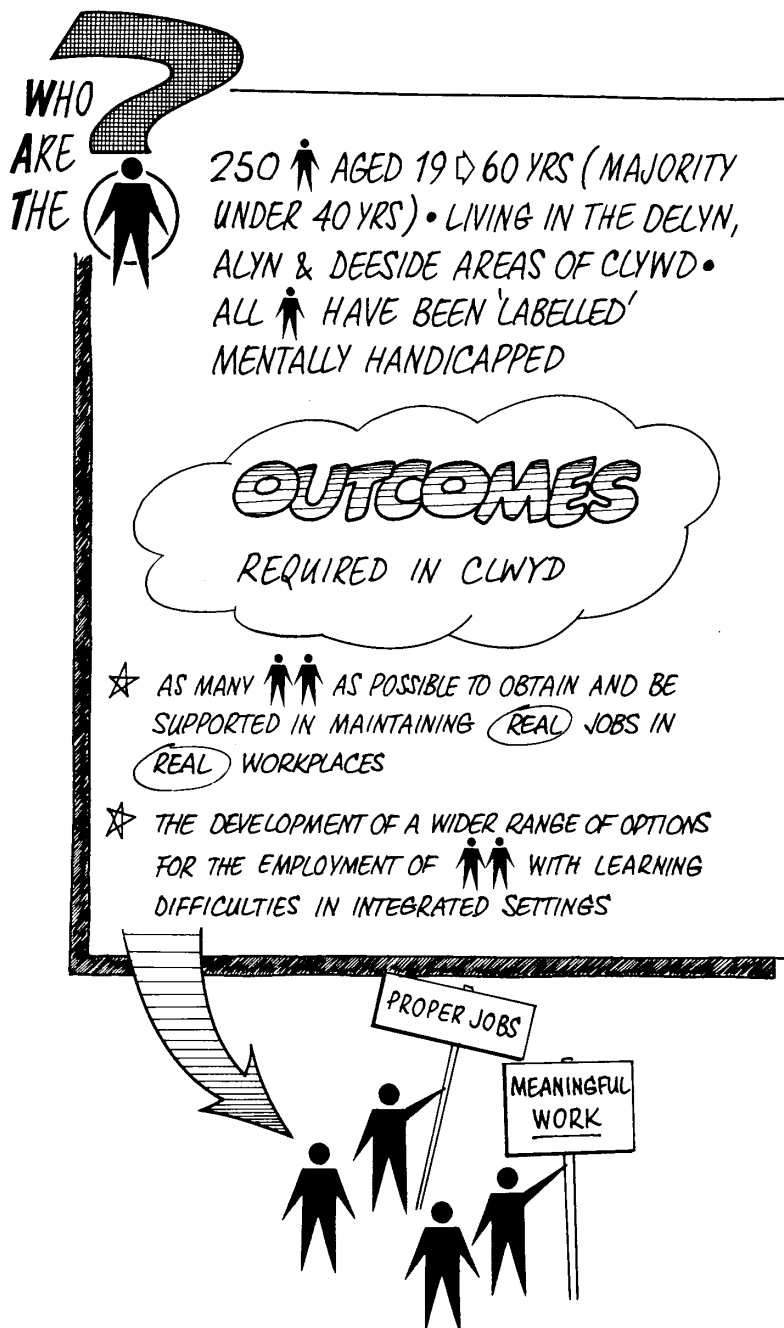 WHO
ARE
THE
250 AGED 19 ⇨ 60 YRS (MAJORITY
UNDER 40 YRS) • LIVING IN THE DELYN,
ALYN & DEESIDE AREAS OF CLYWD •
ALL HAVE BEEN 'LABELLED'
MENTALLY HANDICAPPED
OUTCOMES
REQUIRED IN CLWYD
AS MANY AS POSSIBLE TO OBTAIN AND BE
SUPPORTED IN MAINTAINING REAL JOBS IN
REAL WORKPLACES
THE DEVELOPMENT OF A WIDER RANGE OF OPTIONS
FOR THE EMPLOYMENT OF WITH LEARNING
DIFFICULTIES IN INTEGRATED SETTINGS
PROPER JOBS
MEANINGFUL
WORK